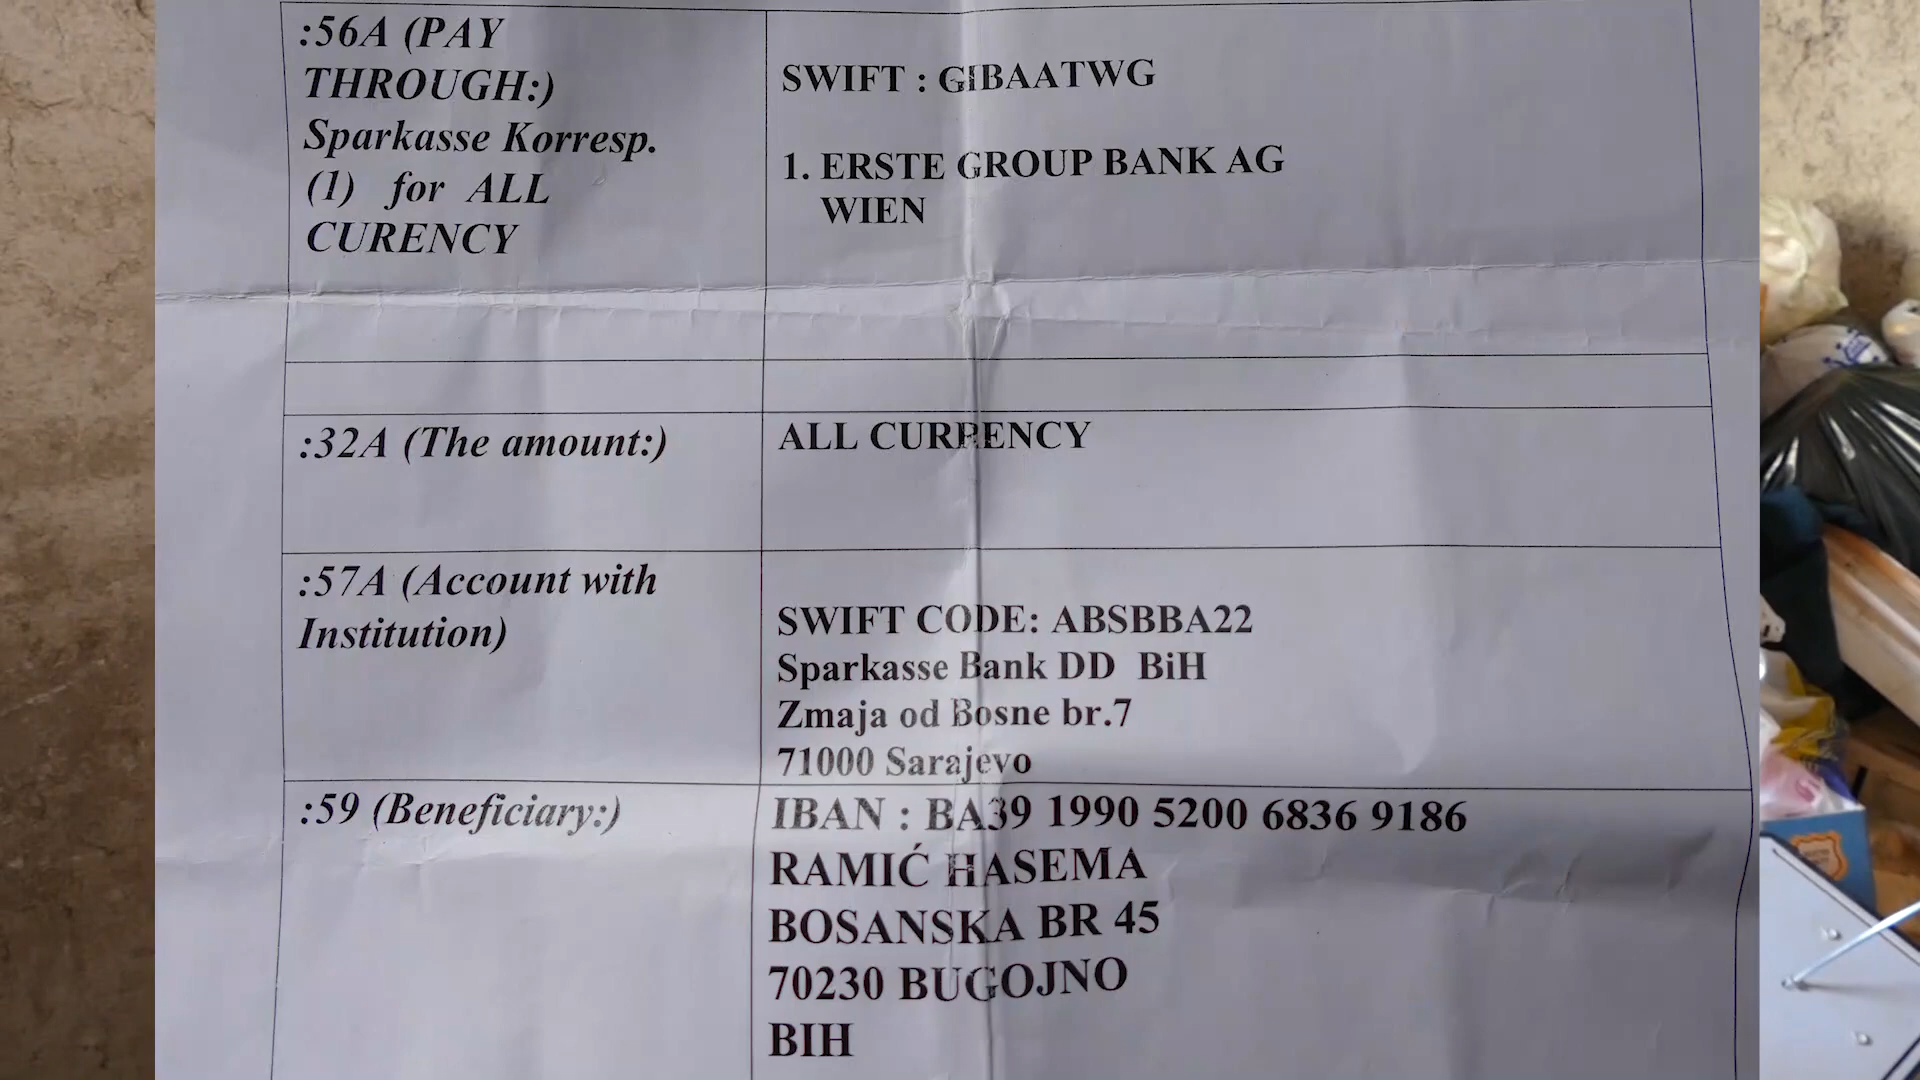 :56A (PAY
THROUGH:)
Sparkasse Korresp.
(1) for ALL
CURENCY
SWIFT : GIBAATWG
1. ERSTE GROUP BANK AG
WIEN
:32A (The amount:)
ALL CURRENCY
:57A (Account with
Institution)
SWIFT CODE: ABSBBA22
Sparkasse Bank DD BiH
Zmaja od Bosne br.7
71000 Sarajevo
:59 (Beneficiary:)
IBAN : BA39 1990 5200 6836 9186
RAMIĆ HASEMA
BOSANSKA BR 45
70230 BUGOJNO
BIH